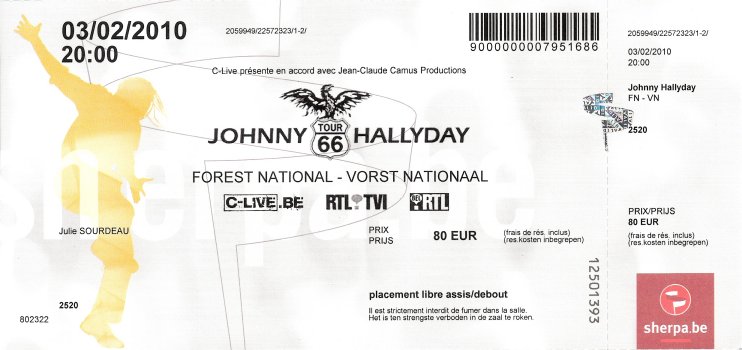 03/02/2010
20:00
2059949/22572323/1-2/
9000000007951686
C-Live présente en accord avec Jean-Claude Camus Productions
JOHNNY TOUR 66 HALLYDAY
FOREST NATIONAL - VORST NATIONAAL
C-LIVE.BE RTL TVI BEL RTL
Julie SOURDEAU
PRIX
PRIJS
80 EUR
(frais de rés. inclus)
(res.kosten inbegrepen)
2520
802322
placement libre assis/debout
Il est strictement interdit de fumer dans la salle.
Het is ten strengste verboden in de zaal te roken.
12501393
sherpa.be
2059949/22572323/1-2/
03/02/2010
20:00
Johnny Hallyday
FN - VN
2520
PRIX/PRIJS
80 EUR
(frais de rés. inclus)
(res.kosten inbegrepen)
sherpa.be